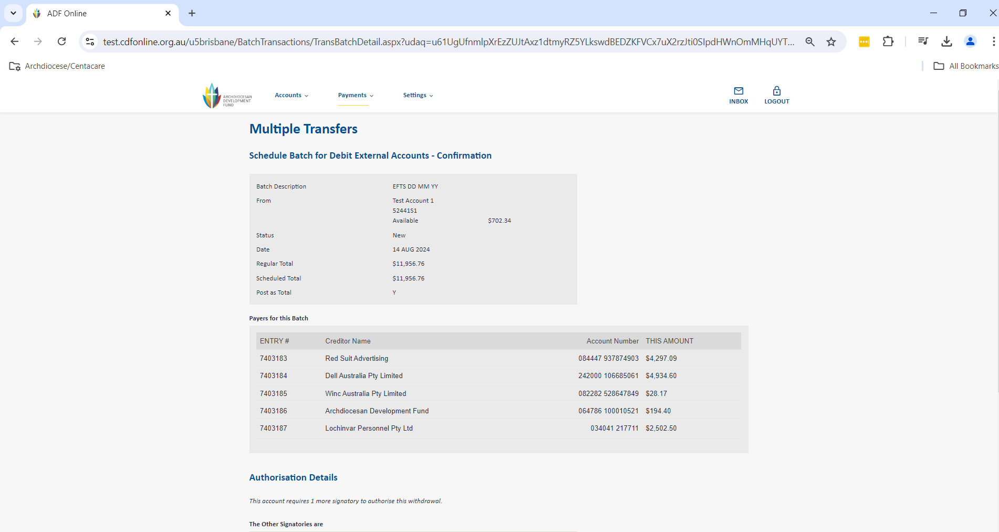 ADF Online
test.cdfonline.org.au/u5brisbane/BatchTransactions/TransBatchDetail.aspx?udaq=u61UgUfnmlpXrEzZUJtAxz1dtmyRZ5YLkswdBEDZKFVCx7uX2rzJti0SIpdHWnOmMHqUYT...
Archdiocese/Centacare All Bookmarks
ARCHDIOCESAN
DEVELOPMENT
FUND
Accounts Payments Settings
INBOX LOGOUT
Multiple Transfers
Schedule Batch for Debit External Accounts - Confirmation
Batch Description EFTS DD MM YY
From Test Account 1
52441S1
Available $702.34
Status New
Date 14 AUG 2024
Regular Total $11,956.76
Scheduled Total $11,956.76
Post as Total Y
Payers for this Batch
ENTRY # Creditor Name Account Number THIS AMOUNT
7403183 Red Suit Advertising 084447 937874903 $4,297.09
7403184 Dell Australia Pty Limited 242000 106685061 $4,934.60
7403185 Winc Australia Pty Limited 082282 528647849 $28.17
7403186 Archdiocesan Development Fund 064786 100010521 $194.40
7403187 Lochinvar Personnel Pty Ltd 034041 217711 $2,502.50
Authorisation Details
This account requires 1 more signatory to authorise this withdrawal.
The Other Signatories are